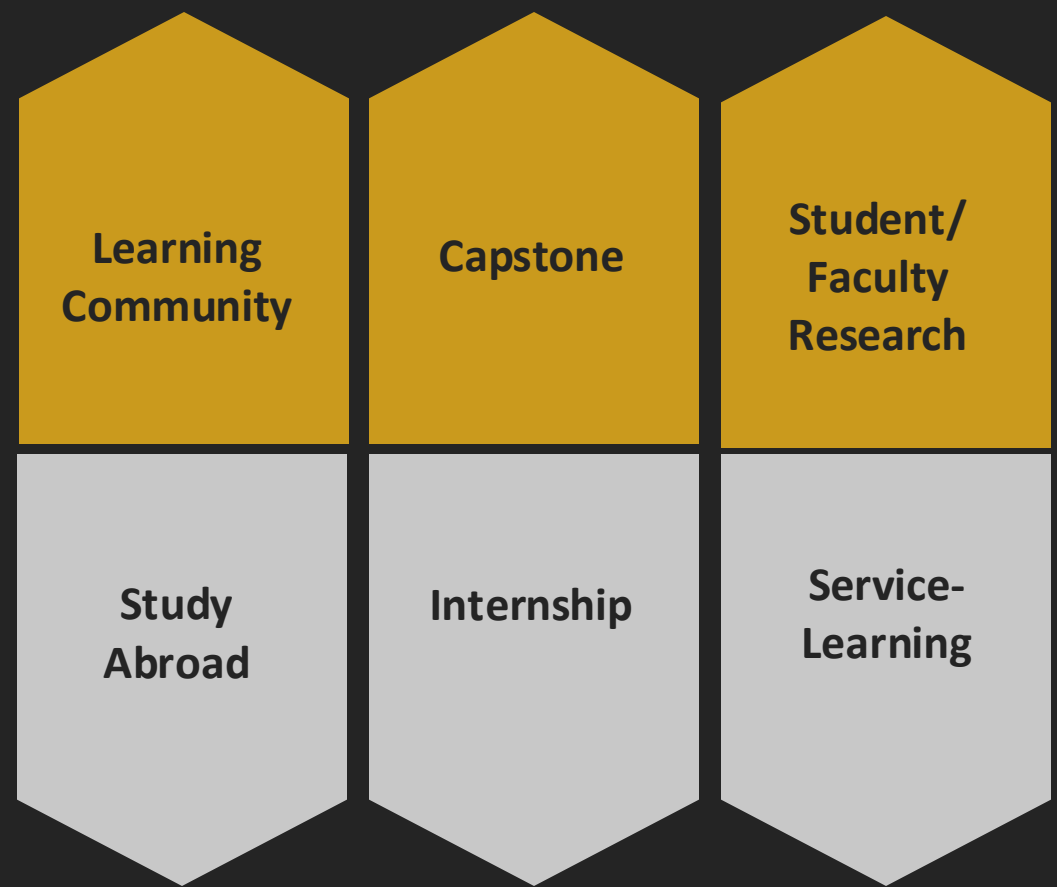 Learning
Community
Capstone
Student/
Faculty
Research
Study
Abroad
Internship
Service-
Learning